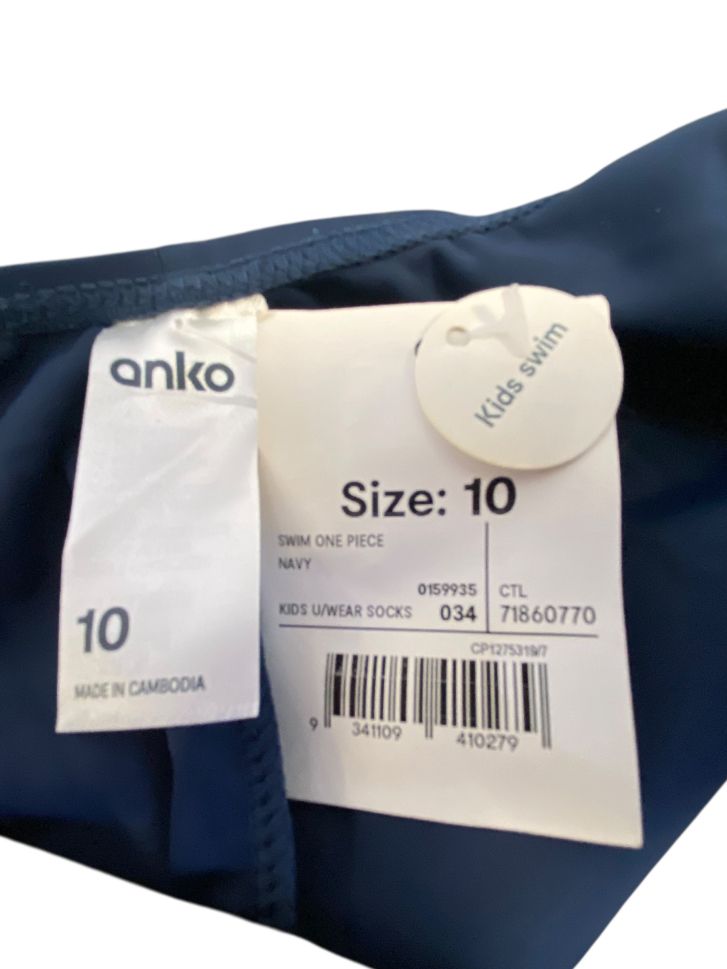 anko
10
MADE IN CAMBODIA
Kids swim
Size: 10
SWIM ONE PIECE
NAVY
0159935 CTL
KIDS U/WEAR SOCKS 034 71860770
CP1275319/7
9 341109 410279